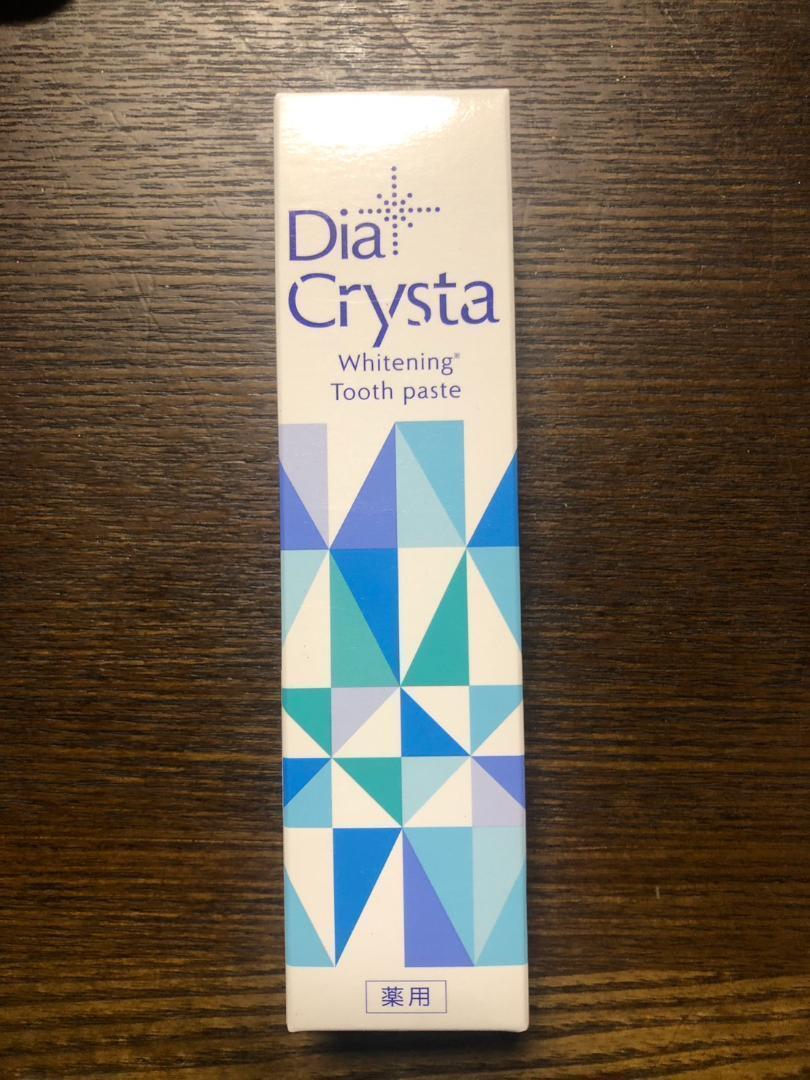 Dia
Crysta
Whitening※
Tooth paste
薬用